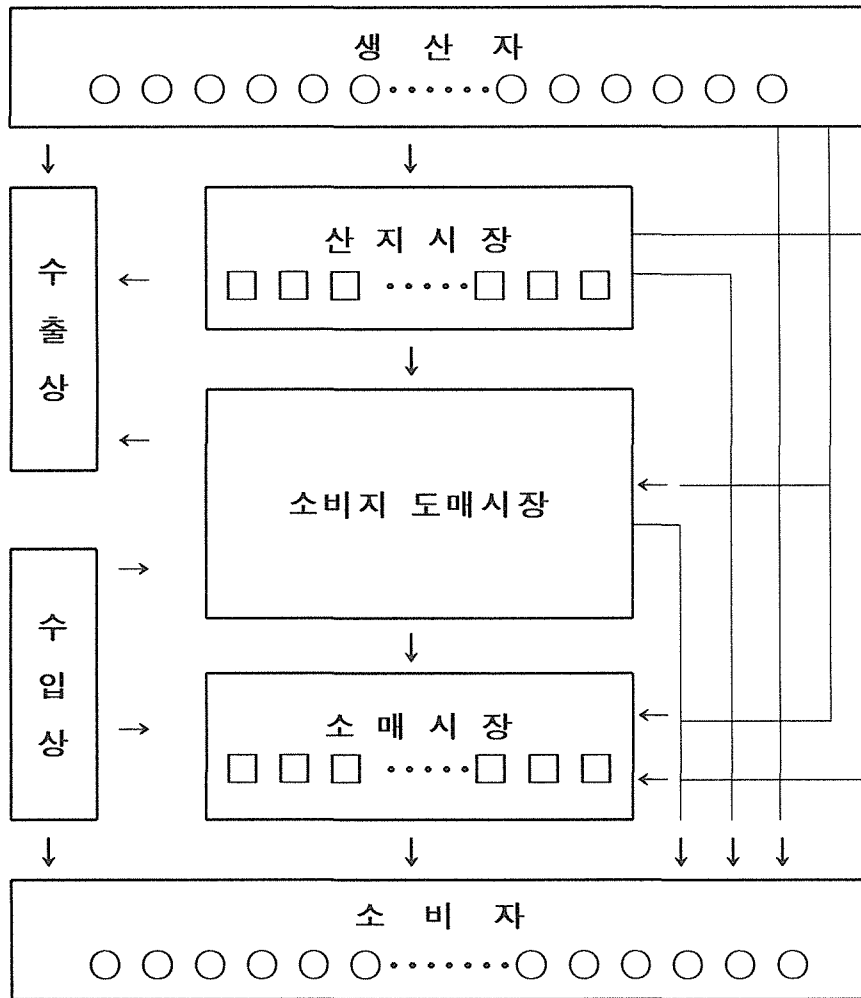 생 산 자
산 지 시 장
수출상
소비지 도매시장
수입상
소 매 시 장
소 비 자